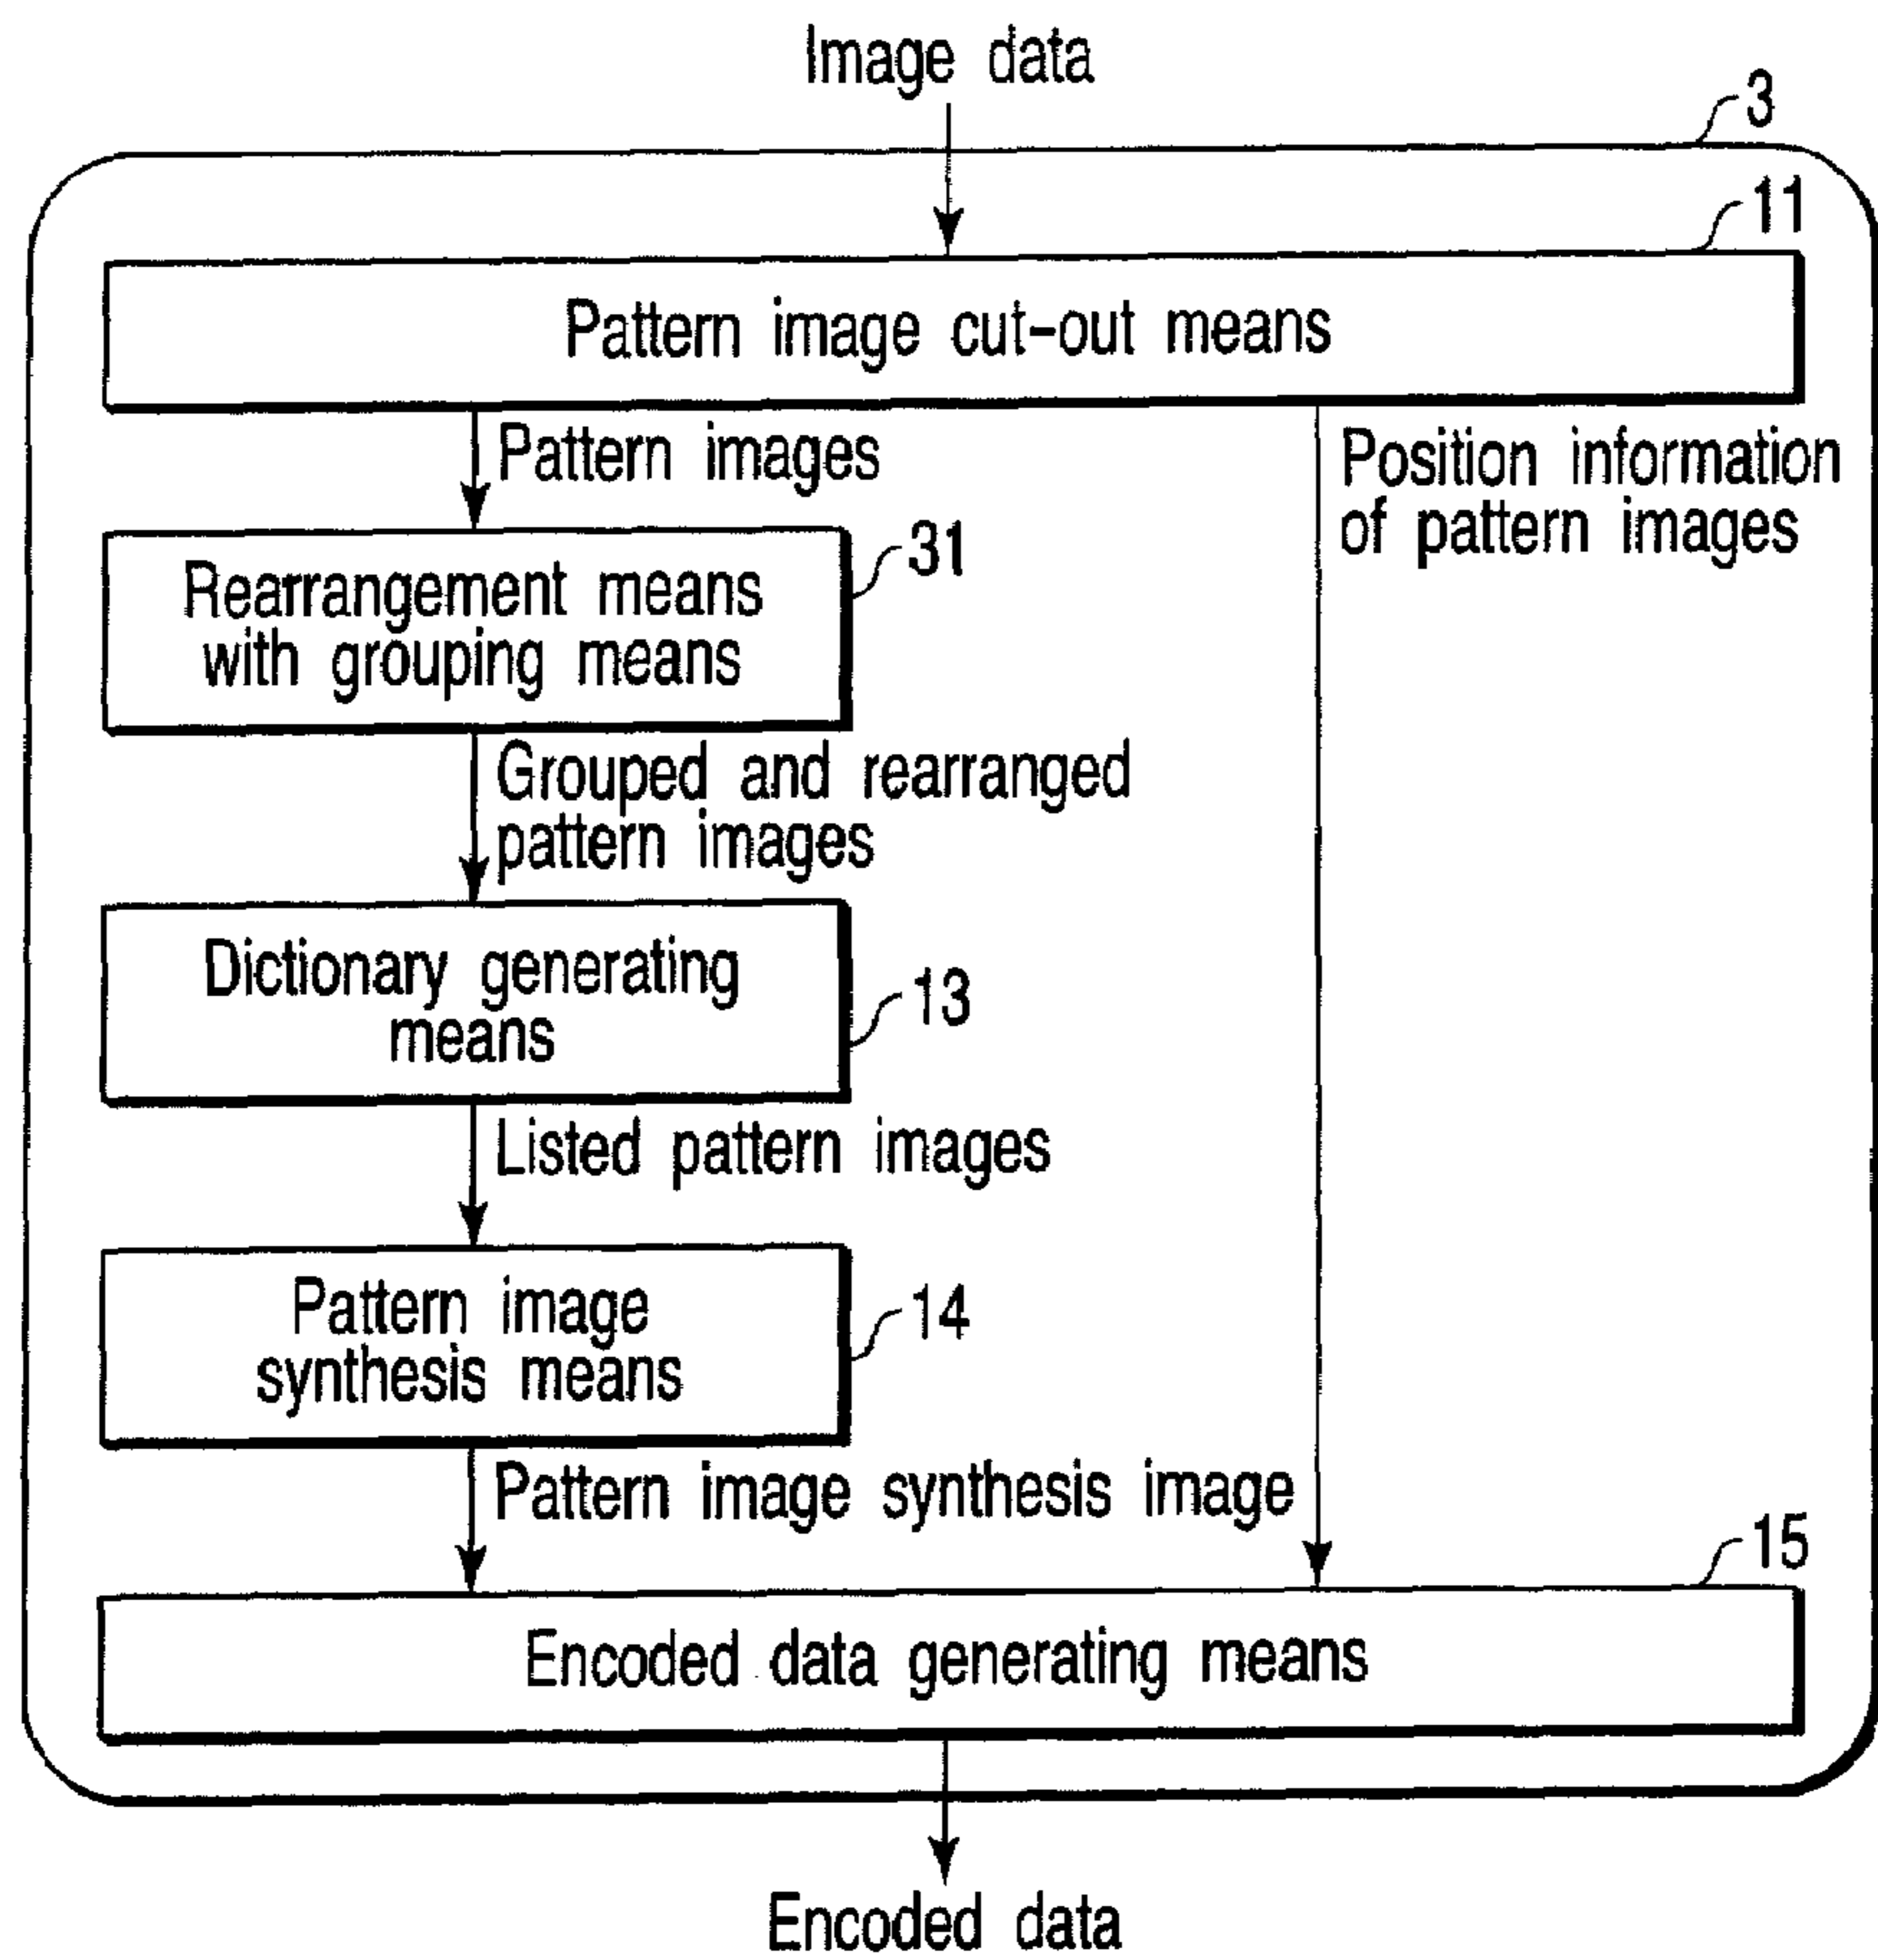 Image data
3
11
Pattern image cut-out means
Pattern images
Position information
of pattern images
31
Rearrangement means
with grouping means
Grouped and rearranged
pattern images
Dictionary generating
means
13
Listed pattern images
Pattern image
synthesis means
14
Pattern image synthesis image
15
Encoded data generating means
Encoded data